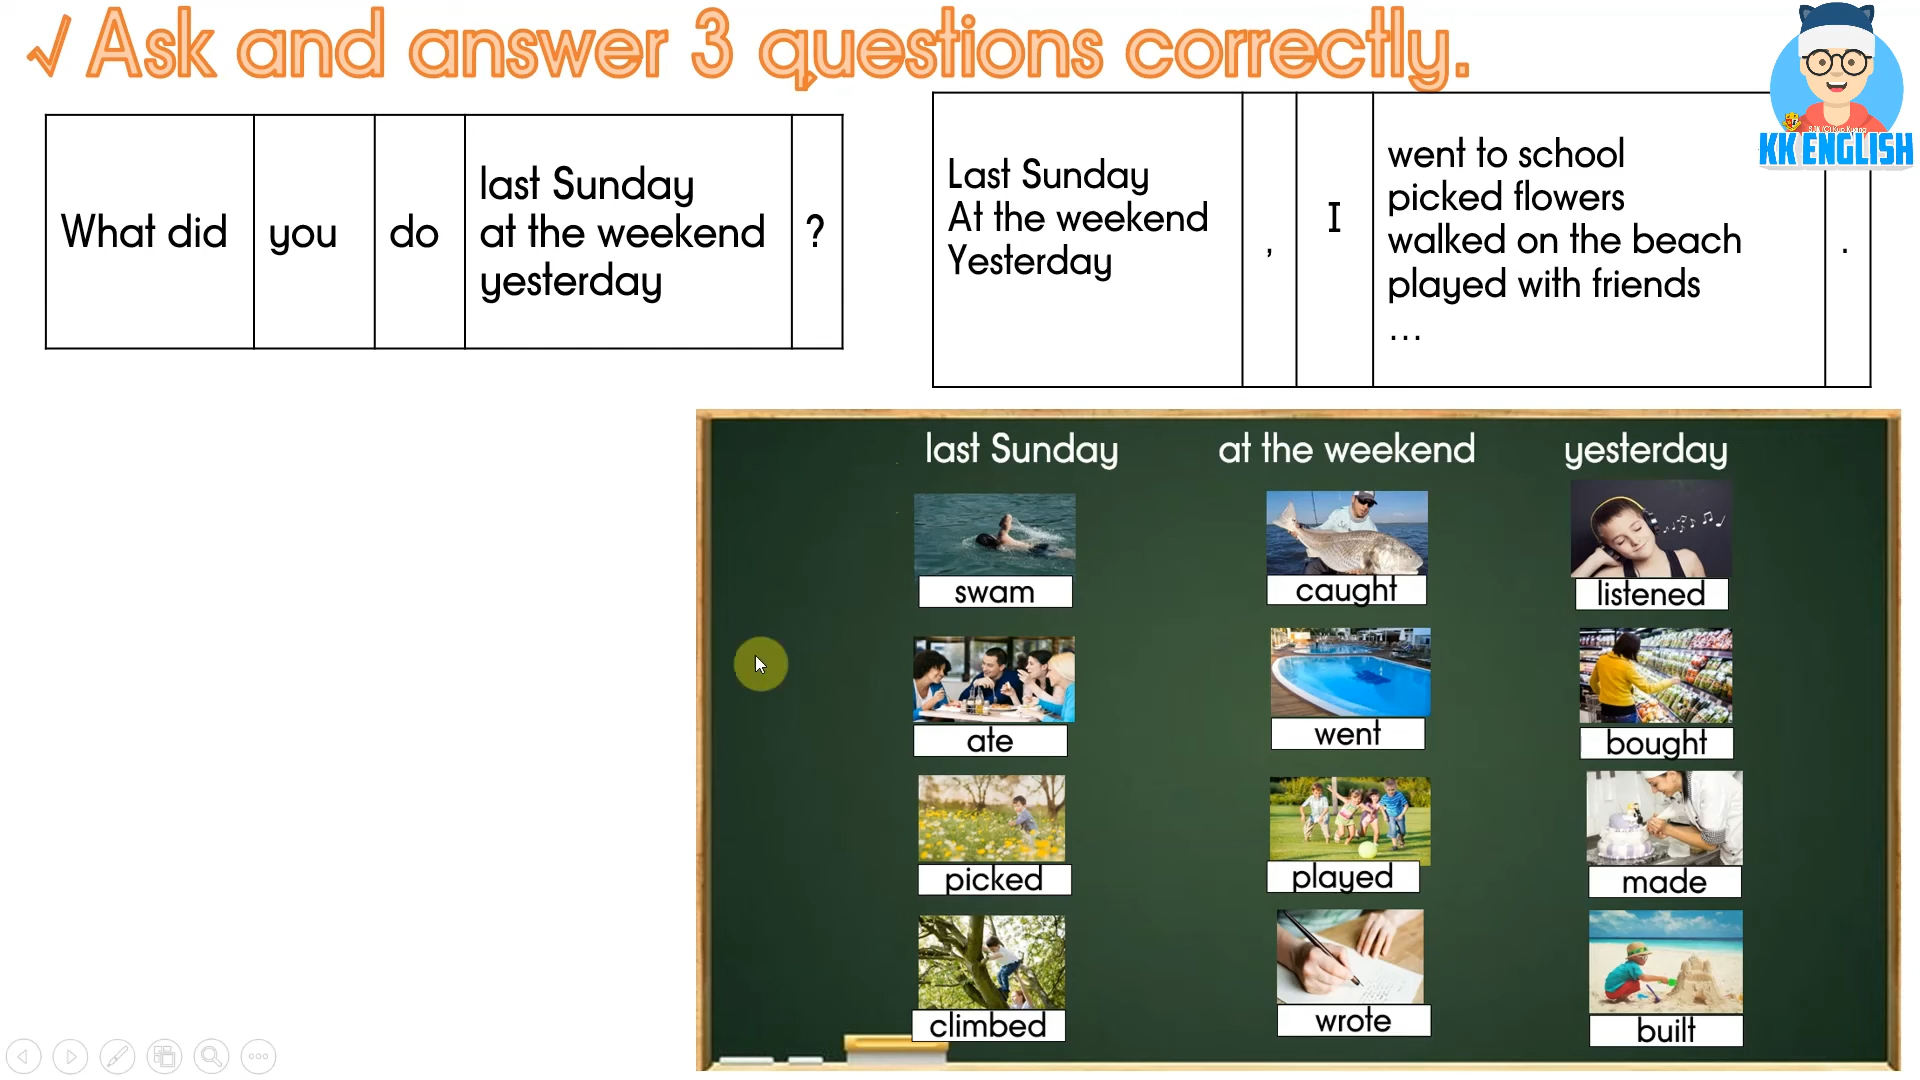 √ Ask and answer 3 questions correctly.
KK ENGLISH
What did
you
do
last Sunday
at the weekend
yesterday
?
Last Sunday
At the weekend
Yesterday
,
I
went to school
picked flowers
walked on the beach
played with friends
...
.
last Sunday
at the weekend
yesterday
swam
caught
listened
ate
went
bought
picked
played
made
climbed
wrote
built